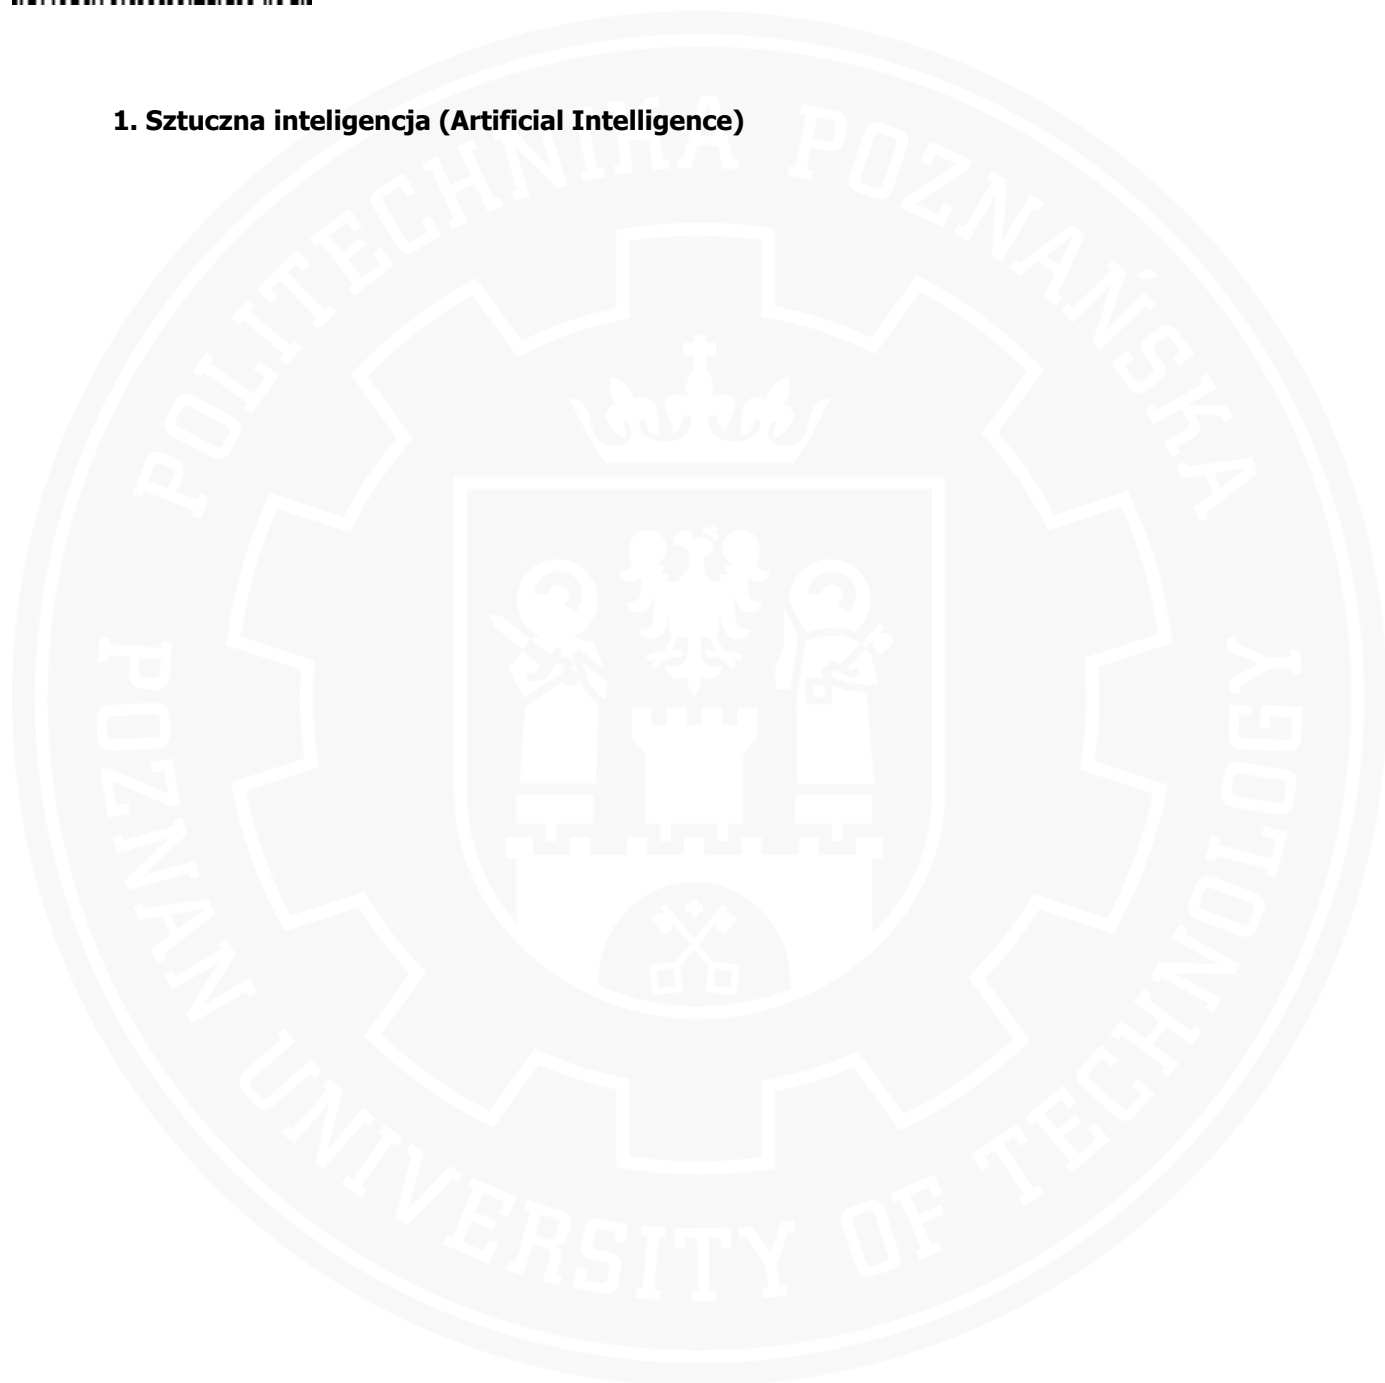 1. Sztuczna inteligencja (Artificial Intelligence)
POLITECHNIKA POZNAŃSKA
POZNAN UNIVERSITY OF TECHNOLOGY